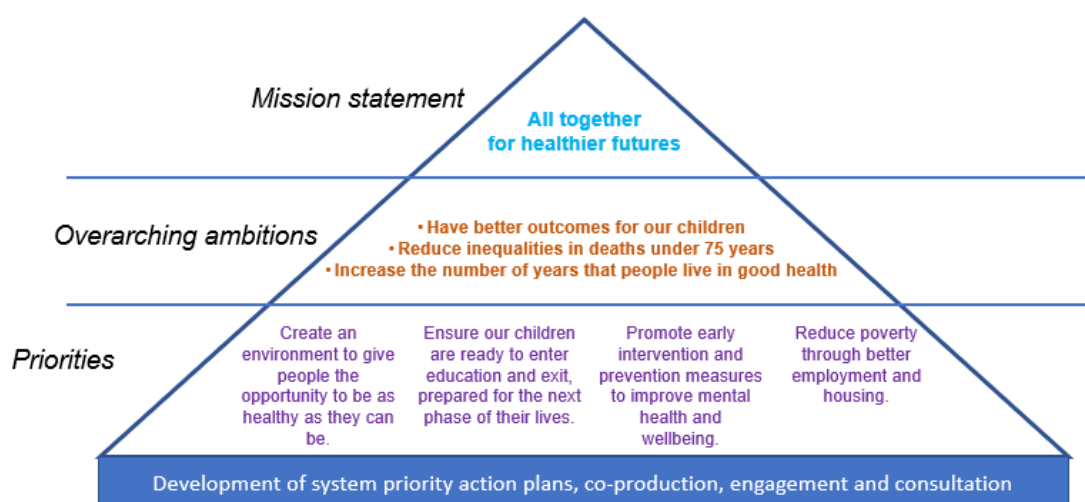 Mission statement
All together
for healthier futures
Overarching ambitions
• Have better outcomes for our children
• Reduce inequalities in deaths under 75 years
• Increase the number of years that people live in good health
Priorities
Create an
environment to give
people the
opportunity to be as
healthy as they can
be.
Ensure our children
are ready to enter
education and exit,
prepared for the next
phase of their lives.
Promote early
intervention and
prevention measures
to improve mental
health and
wellbeing.
Reduce poverty
through better
employment and
housing.
Development of system priority action plans, co-production, engagement and consultation